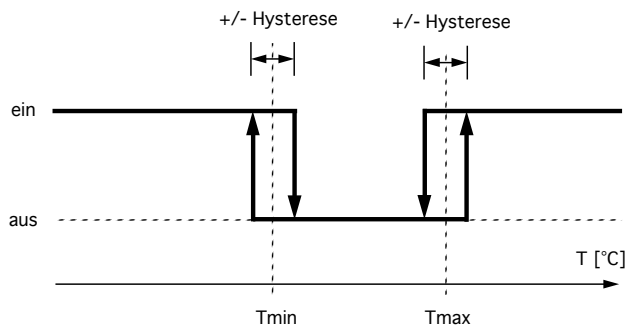 +/- Hysterese
+/- Hysterese
ein
aus
T [°C]
Tmin
Tmax